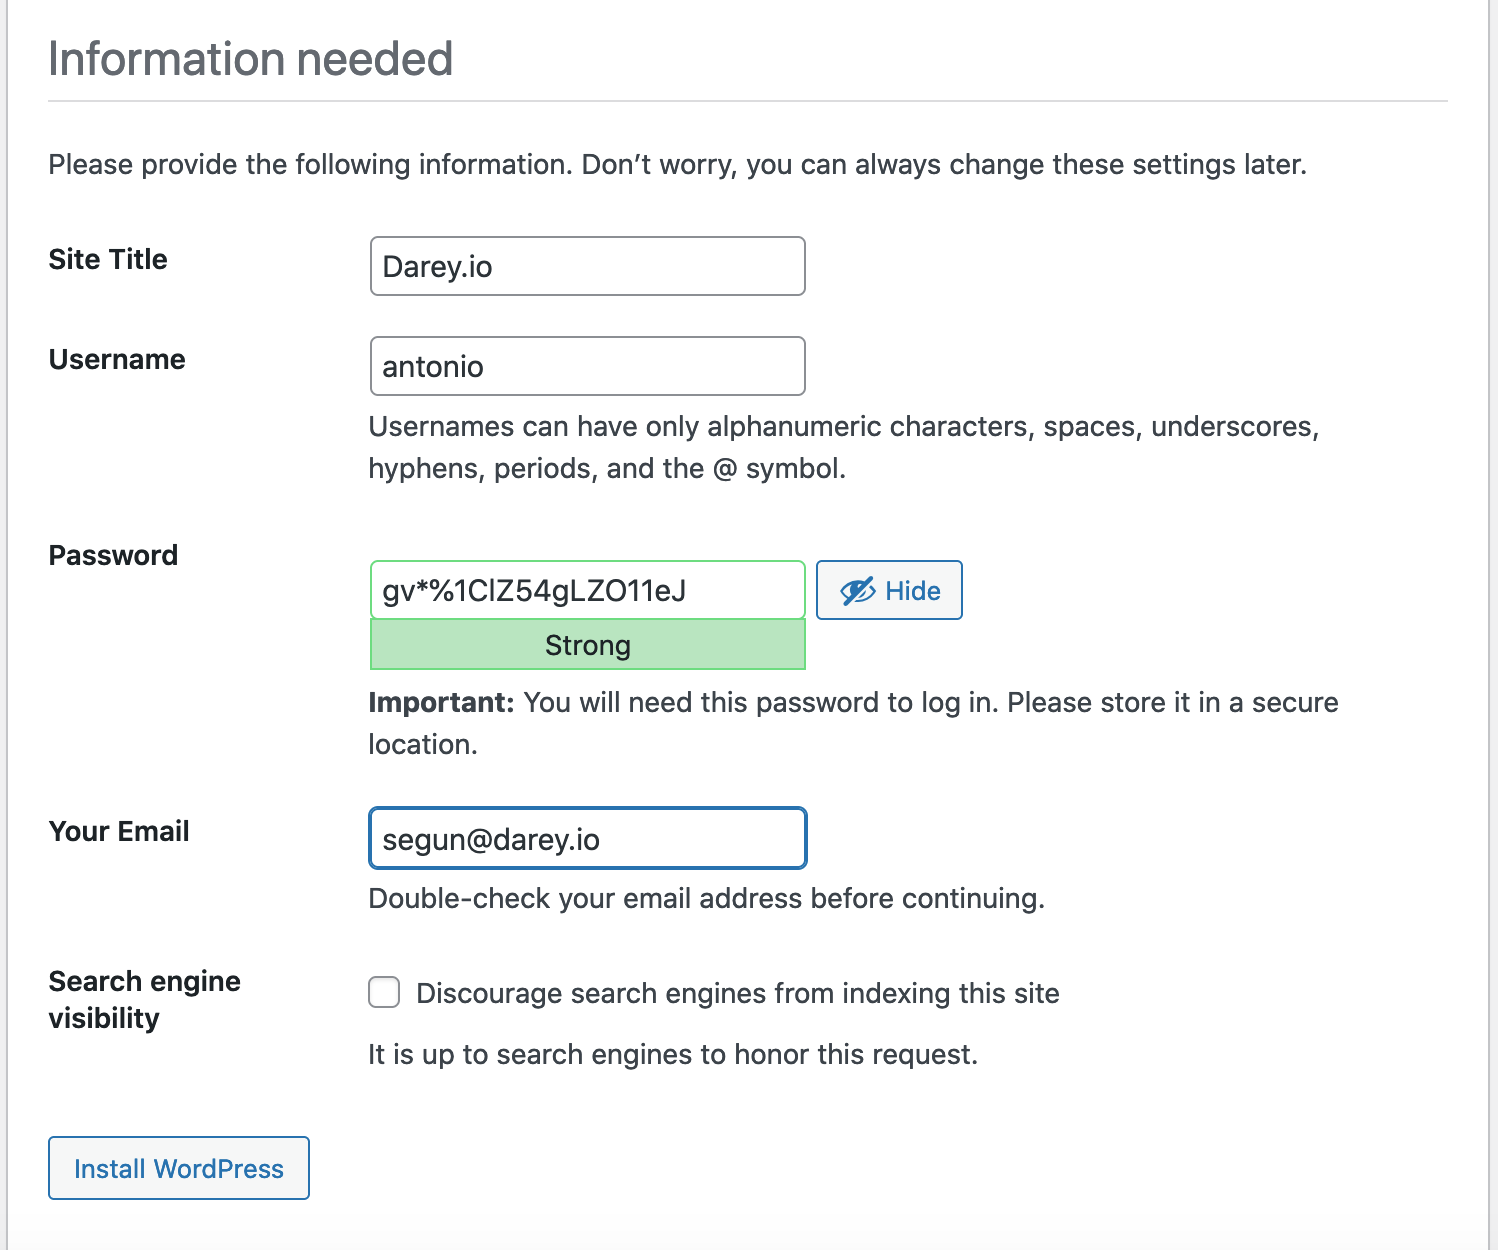 Information needed
Please provide the following information. Don’t worry, you can always change these settings later.
Site Title
Darey.io
Username
antonio
Usernames can have only alphanumeric characters, spaces, underscores,
hyphens, periods, and the @ symbol.
Password
gv*%1ClZ54gLZO11eJ
Hide
Strong
Important: You will need this password to log in. Please store it in a secure
location.
Your Email
segun@darey.io
Double-check your email address before continuing.
Search engine
visibility
Discourage search engines from indexing this site
It is up to search engines to honor this request.
Install WordPress